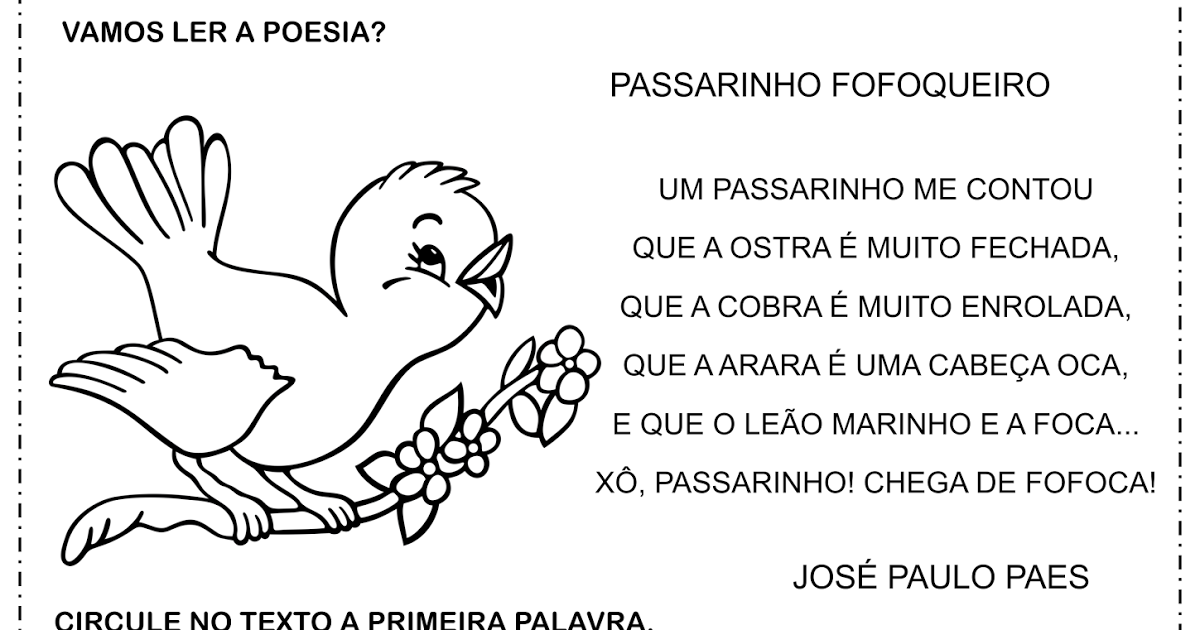 VAMOS LER A POESIA?
PASSARINHO FOFOQUEIRO
UM PASSARINHO ME CONTOU
QUE A OSTRA É MUITO FECHADA,
QUE A COBRA É MUITO ENROLADA,
QUE A ARARA É UMA CABEÇA OCA,
E QUE O LEÃO MARINHO E A FOCA...
XÔ, PASSARINHO! CHEGA DE FOFOCA!
JOSÉ PAULO PAES
CIRCULE NO TEXTO A PRIMEIRA PALAVRA.